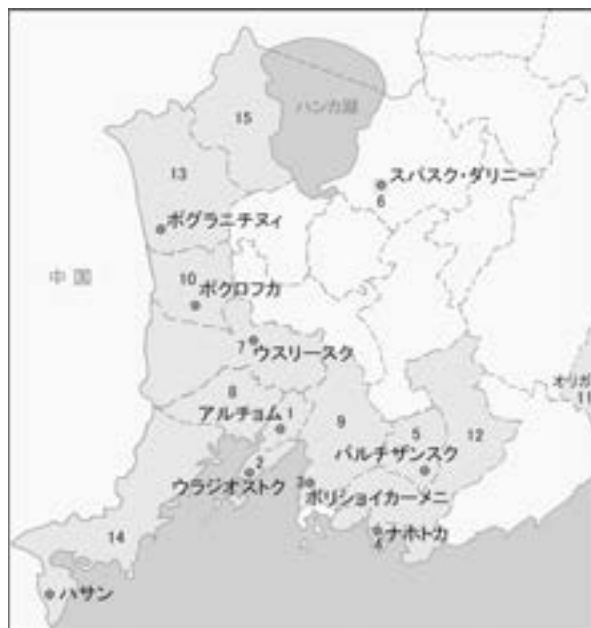 15
ハンカ湖
13
スパスク・ダリニー
6
ポグラニチヌィ
中 国
10
ポクロフカ
7
ウスリースク
オリガ
11
8
アルチョム
1
9
5
12
パルチザンスク
2
ウラジオストク
3
ボリショイカーメニ
4
ナホトカ
14
ハサン